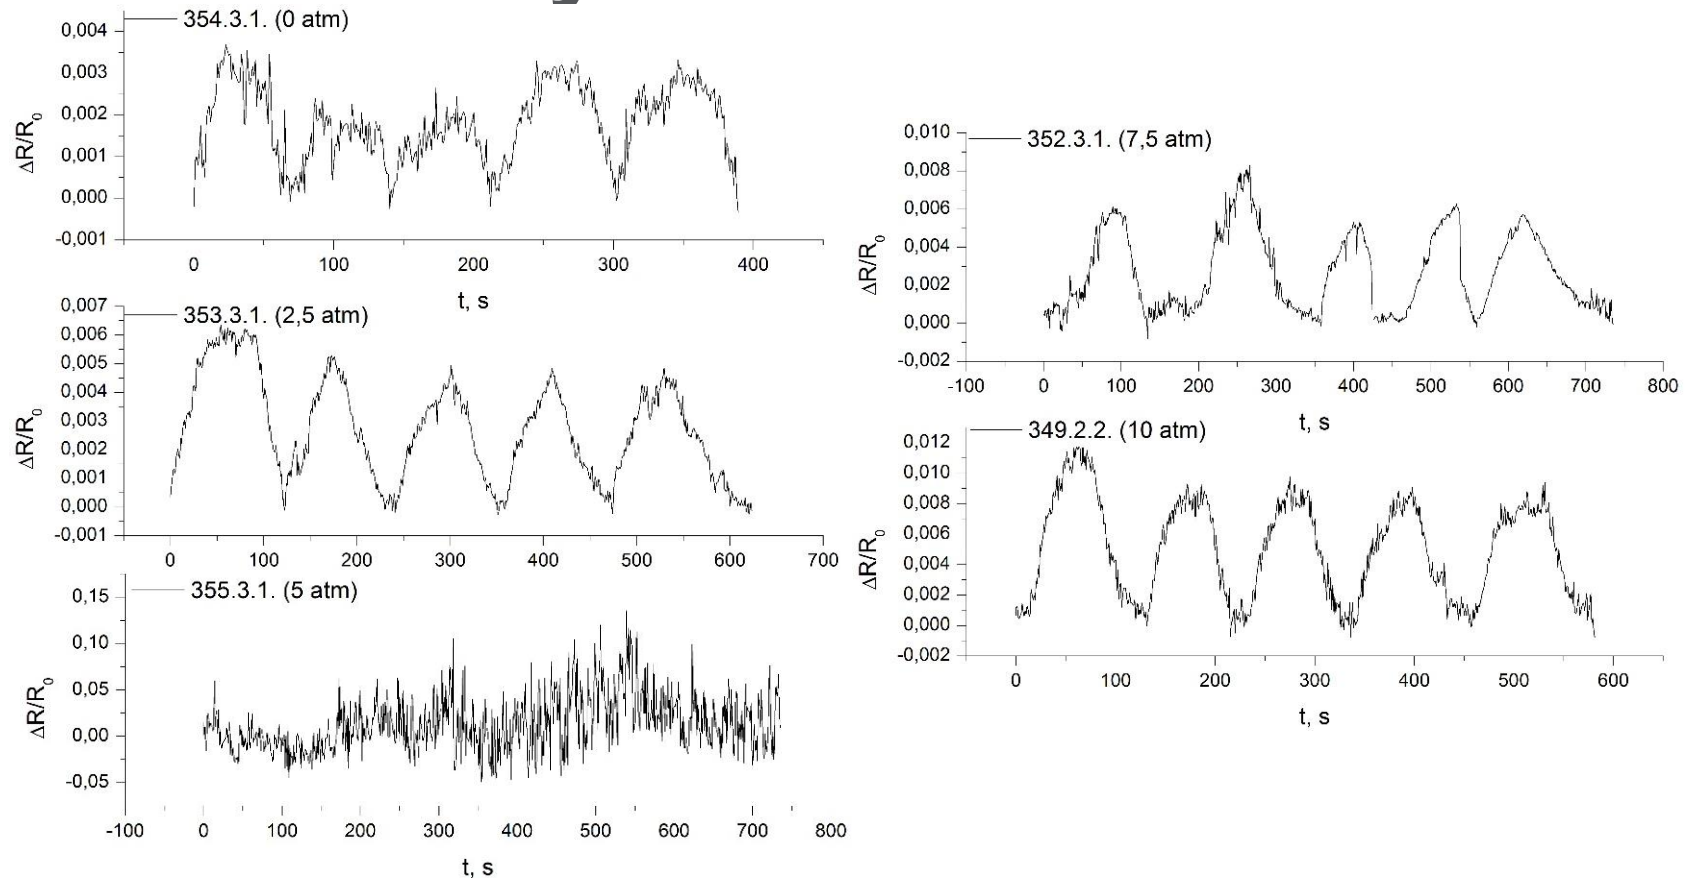 354.3.1. (0 atm)
0,004
0,003
0,002
0,001
0,000
-0,001
ΔR/R0
0 100 200 300 400
t, s
353.3.1. (2,5 atm)
0,007
0,006
0,005
0,004
0,003
0,002
0,001
0,000
-0,001
ΔR/R0
0 100 200 300 400 500 600 700
355.3.1. (5 atm)
0,15
0,10
0,05
0,00
-0,05
ΔR/R0
-100 0 100 200 300 400 500 600 700 800
t, s
352.3.1. (7,5 atm)
0,010
0,008
0,006
0,004
0,002
0,000
-0,002
ΔR/R0
-100 0 100 200 300 400 500 600 700 800
t, s
349.2.2. (10 atm)
0,012
0,010
0,008
0,006
0,004
0,002
0,000
-0,002
ΔR/R0
0 100 200 300 400 500 600
t, s